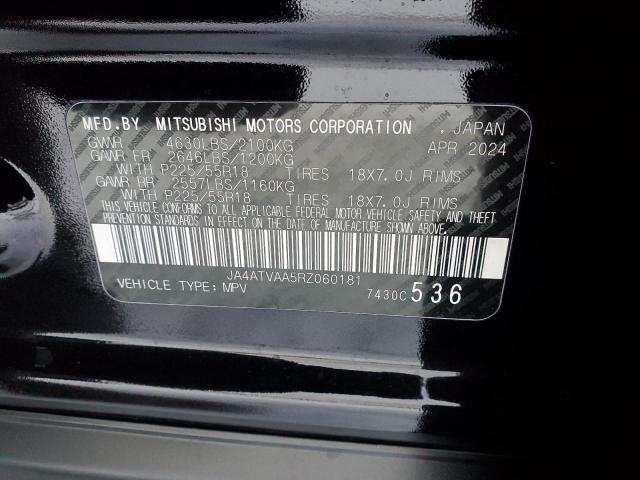 MFD.BY MITSUBISHI MOTORS CORPORATION . JAPAN
GVWR 4630LBS/2100KG APR 2024
GAWR FR 2646LBS/1200KG
WITH P225/55R18 TIRES 18X7.0J RIMS
GAWR RR 2557LBS/1160KG
WITH P225/55R18 TIRES 18X7.0J RIMS
THIS VEHICLE CONFORMS TO ALL APPLICABLE FEDERAL MOTOR VEHICLE SAFETY AND THEFT
PREVENTION STANDARDS IN EFFECT ON THE DATE OF MANUFACTURE SHOWN ABOVE.
JA4ATVAA5RZ060181
VEHICLE TYPE: MPV 7430C 536